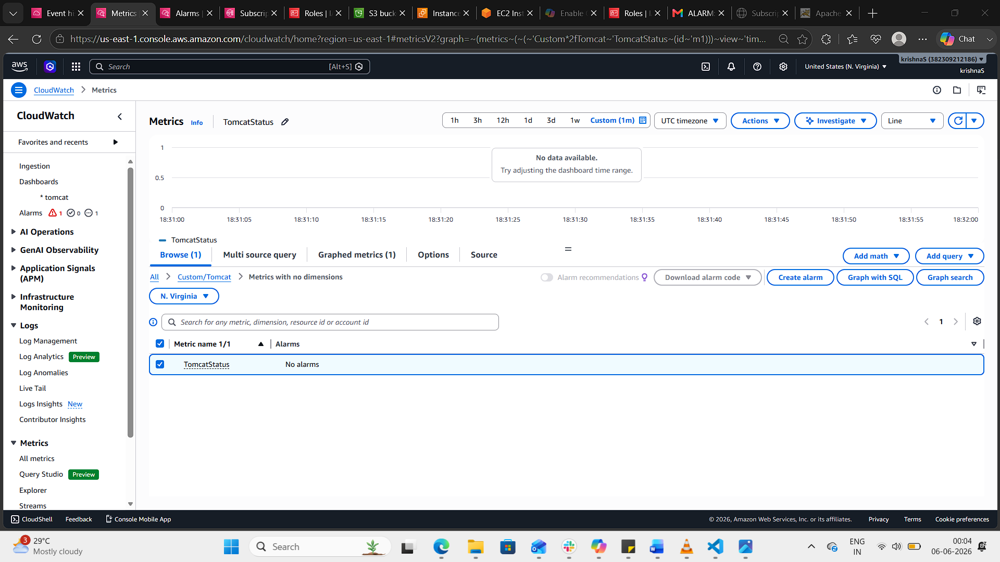 Event hi
Metrics
Alarms
Subscrip
Roles | I
S3 buck
Instance
EC2 Inst
Enable
Roles |
ALARM:
Subscrip
Apache
https://us-east-1.console.aws.amazon.com/cloudwatch/home?region=us-east-1#metricsV2?graph=~(metrics~(~(~'Custom*2fTomcat~'TomcatStatus~(id~'m1)))~view~'tim...
Chat
aws
Search
[Alt+S]
United States (N. Virginia)
krishnaS (382309212186)
krishnaS
CloudWatch
Metrics
CloudWatch
Favorites and recents
Ingestion
Dashboards
* tomcat
Alarms 1 0 1
AI Operations
GenAI Observability
Application Signals
(APM)
Infrastructure
Monitoring
Logs
Log Management
Log Analytics Preview
Log Anomalies
Live Tail
Logs Insights New
Contributor Insights
Metrics
All metrics
Query Studio Preview
Explorer
Streams
Metrics Info TomcatStatus
1h 3h 12h 1d 3d 1w Custom (1m)
UTC timezone
Actions
Investigate
Line
1
0.5
0
No data available.
Try adjusting the dashboard time range.
18:31:00 18:31:05 18:31:10 18:31:15 18:31:20 18:31:25 18:31:30 18:31:35 18:31:40 18:31:45 18:31:50 18:31:55 18:32:00
TomcatStatus
Browse (1) Multi source query Graphed metrics (1) Options Source
Add math
Add query
All Custom/Tomcat Metrics with no dimensions
Alarm recommendations
Download alarm code
Create alarm
Graph with SQL
Graph search
N. Virginia
Search for any metric, dimension, resource id or account id
1
Metric name 1/1 Alarms
TomcatStatus No alarms
CloudShell Feedback Console Mobile App
© 2026, Amazon Web Services, Inc. or its affiliates. Privacy Terms Cookie preferences
3
29°C
Mostly cloudy
Search
ENG
IN
00:04
06-06-2026